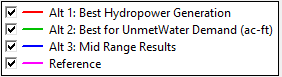 Alt 1: Best Hydropower Generation
Alt 2: Best for UnmetWater Demand (ac-ft)
Alt 3: Mid Range Results
Reference